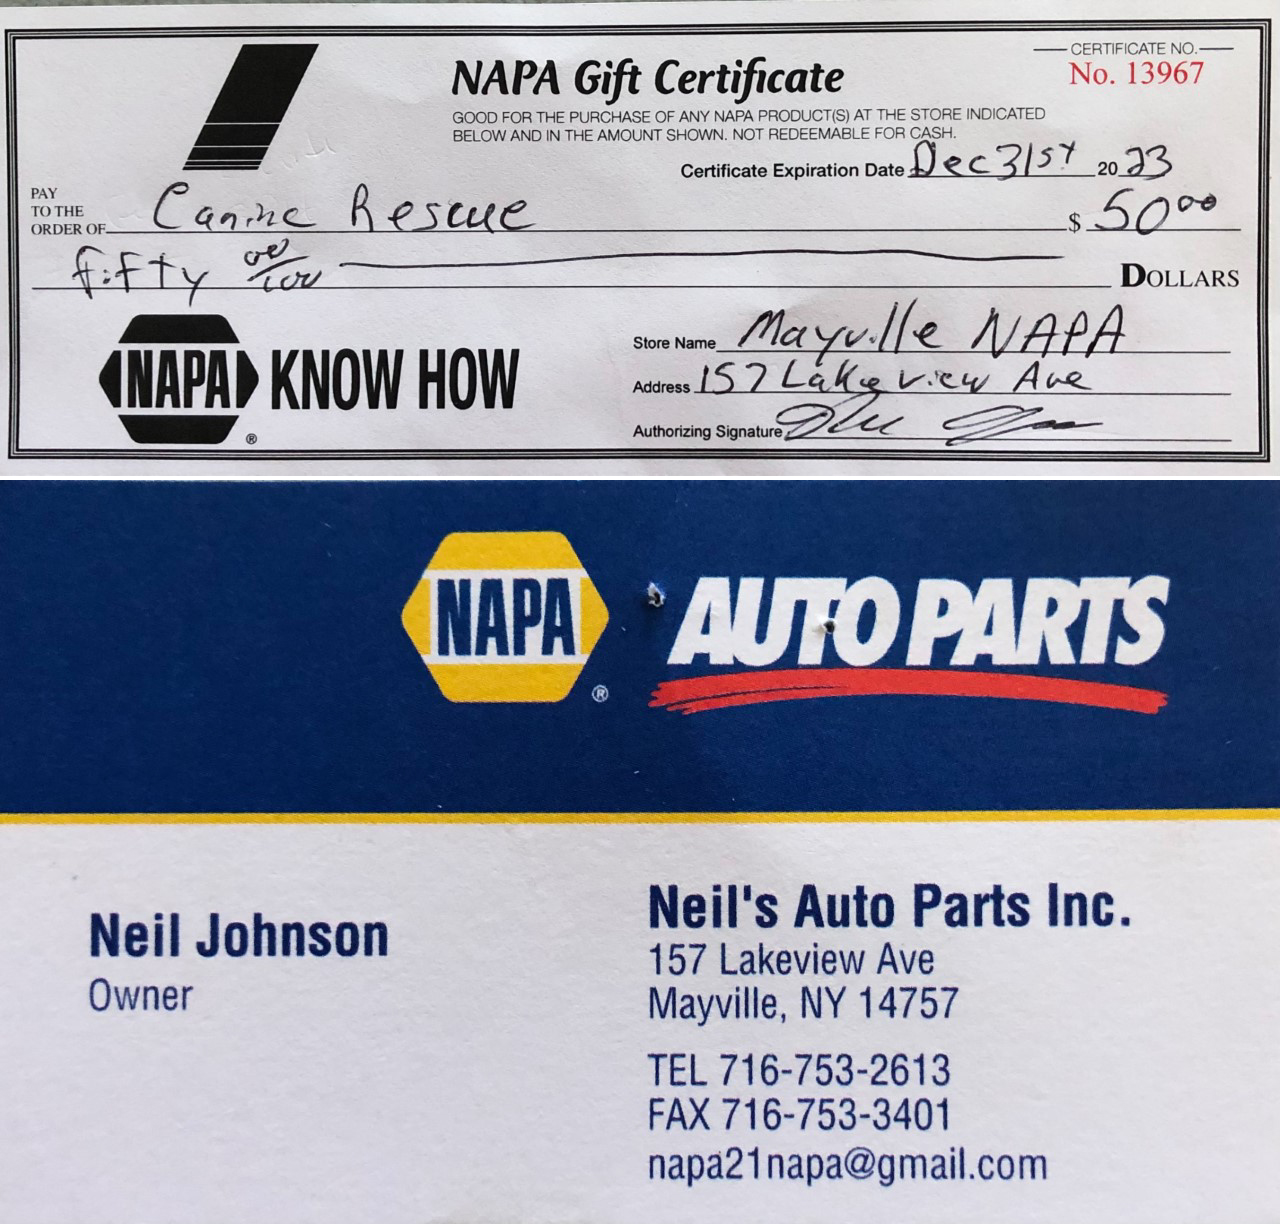 NAPA Gift Certificate
CERTIFICATE NO.
No. 13967
GOOD FOR THE PURCHASE OF ANY NAPA PRODUCT(S) AT THE STORE INDICATED
BELOW AND IN THE AMOUNT SHOWN. NOT REDEEMABLE FOR CASH.
Certificate Expiration Date Dec 31st 2023
PAY
TO THE
ORDER OF Canine Rescue $ 50 00
fifty 00/100 DOLLARS
NAPA KNOW HOW ®
Store Name Mayville NAPA
Address 157 Lakeview Ave
Authorizing Signature
NAPA ® AUTO PARTS
Neil Johnson
Owner
Neil's Auto Parts Inc.
157 Lakeview Ave
Mayville, NY 14757
TEL 716-753-2613
FAX 716-753-3401
napa21napa@gmail.com